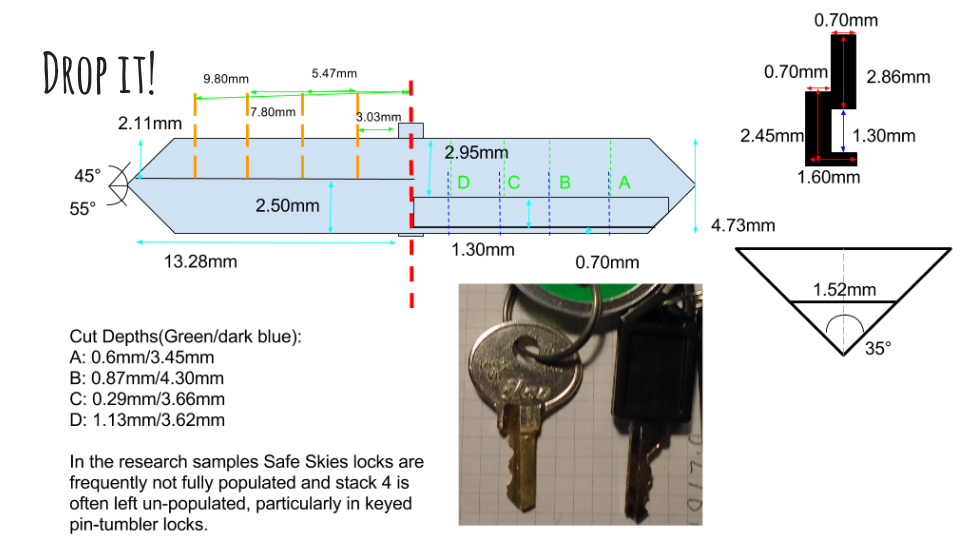 DROP IT!
9.80mm
5.47mm
7.80mm
3.03mm
2.11mm
2.95mm
45°
55°
2.50mm
D C B A
13.28mm
1.30mm
0.70mm
4.73mm
0.70mm
0.70mm
2.86mm
2.45mm
1.30mm
1.60mm
1.52mm
35°
Cut Depths(Green/dark blue):
A: 0.6mm/3.45mm
B: 0.87mm/4.30mm
C: 0.29mm/3.66mm
D: 1.13mm/3.62mm
In the research samples Safe Skies locks are
frequently not fully populated and stack 4 is
often left un-populated, particularly in keyed
pin-tumbler locks.